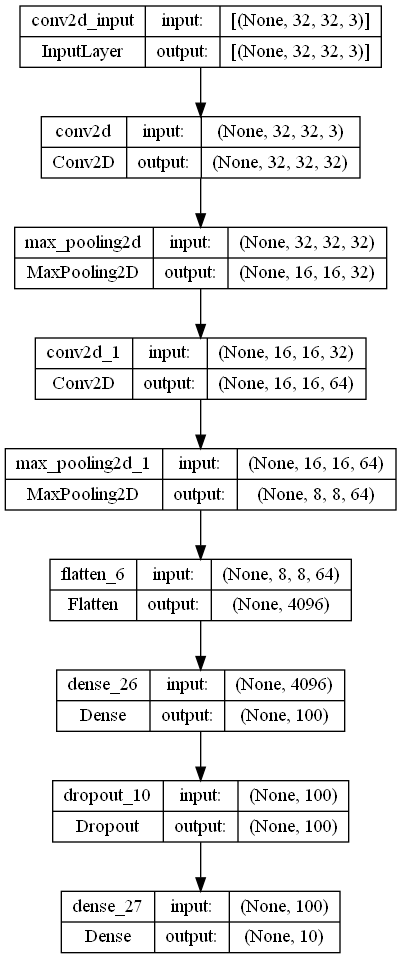 conv2d_input input: [(None, 32, 32, 3)]
InputLayer output: [(None, 32, 32, 3)]
conv2d input: (None, 32, 32, 3)
Conv2D output: (None, 32, 32, 32)
max_pooling2d input: (None, 32, 32, 32)
MaxPooling2D output: (None, 16, 16, 32)
conv2d_1 input: (None, 16, 16, 32)
Conv2D output: (None, 16, 16, 64)
max_pooling2d_1 input: (None, 16, 16, 64)
MaxPooling2D output: (None, 8, 8, 64)
flatten_6 input: (None, 8, 8, 64)
Flatten output: (None, 4096)
dense_26 input: (None, 4096)
Dense output: (None, 100)
dropout_10 input: (None, 100)
Dropout output: (None, 100)
dense_27 input: (None, 100)
Dense output: (None, 10)